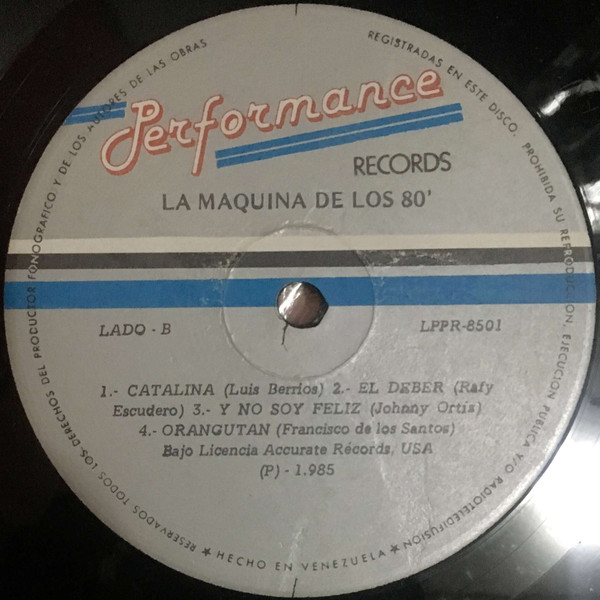 Performance
RECORDS
LA MAQUINA DE LOS 80'
LADO - B
LPPR-8501
1.- CATALINA (Luis Berrios) 2.- EL DEBER (Rafy
Escudero) 3.- Y NO SOY FELIZ (Johnny Ortis)
4.- ORANGUTAN (Francisco de los Santos)
Bajo Licencia Accurate Récords, USA
(P) - 1.985
★ RESERVADOS TODOS LOS DERECHOS DEL PRODUCTOR FONOGRAFICO Y DE LOS AUTORES DE LAS OBRAS REGISTRADAS EN ESTE DISCO. PROHIBIDA SU REPRODUCCION, EJECUCION PUBLICA Y/O RADIOTELEDIFUSION ★ HECHO EN VENEZUELA